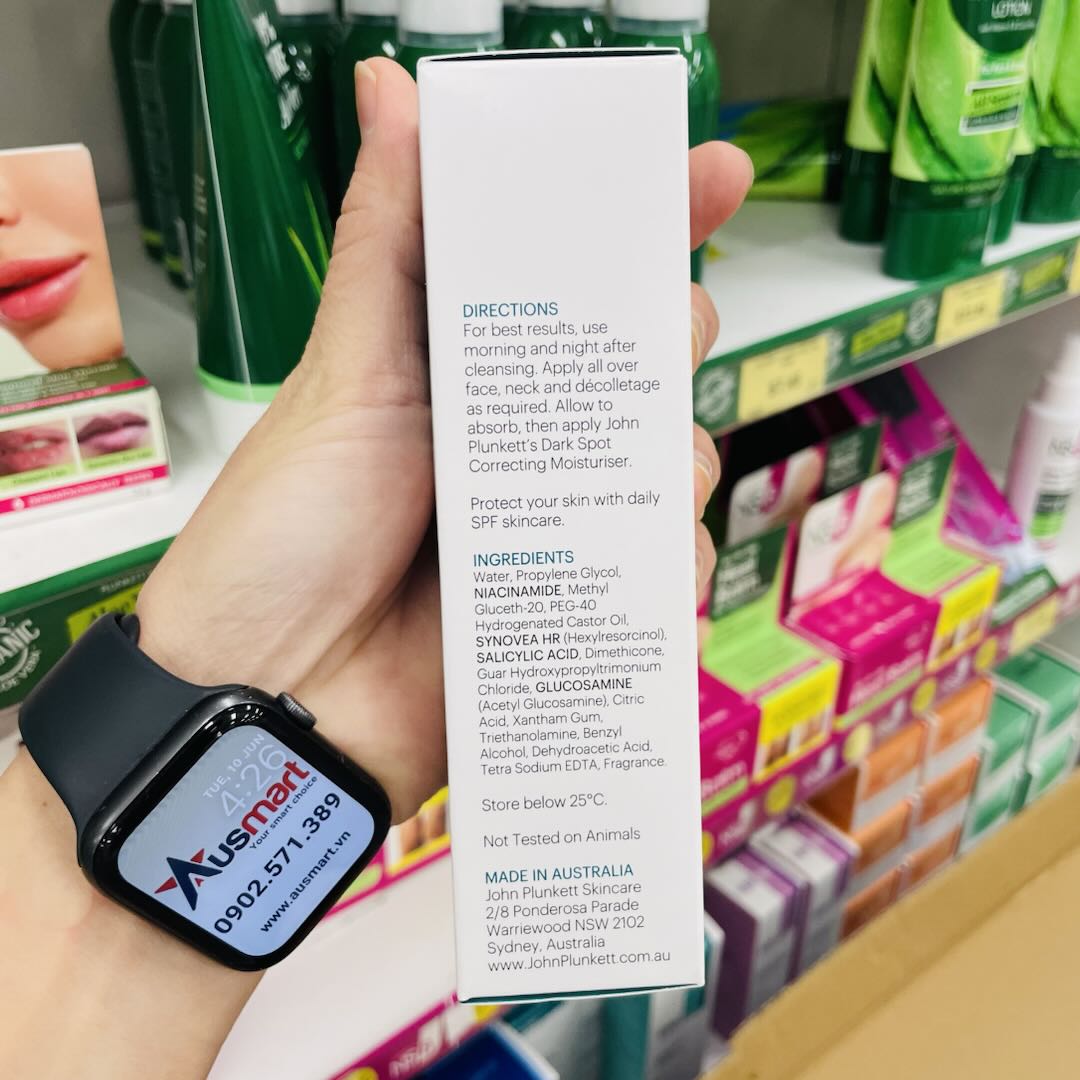 DIRECTIONS
For best results, use
morning and night after
cleansing. Apply all over
face, neck and décolletage
as required. Allow to
absorb, then apply John
Plunkett's Dark Spot
Correcting Moisturiser.
Protect your skin with daily
SPF skincare.
INGREDIENTS
Water, Propylene Glycol,
NIACINAMIDE, Methyl
Gluceth-20, PEG-40
Hydrogenated Castor Oil,
SYNOVEA HR (Hexylresorcinol),
SALICYLIC ACID, Dimethicone,
Guar Hydroxypropyltrimonium
Chloride, GLUCOSAMINE
(Acetyl Glucosamine), Citric
Acid, Xantham Gum,
Triethanolamine, Benzyl
Alcohol, Dehydroacetic Acid,
Tetra Sodium EDTA, Fragrance.
Store below 25°C.
Not Tested on Animals
MADE IN AUSTRALIA
John Plunkett Skincare
2/8 Ponderosa Parade
Warriewood NSW 2102
Sydney, Australia
www.JohnPlunkett.com.au
TUE, 10 JUN
4:26
Ausmart
Your smart choice
0902.571.389
www.ausmart.vn
LOTION